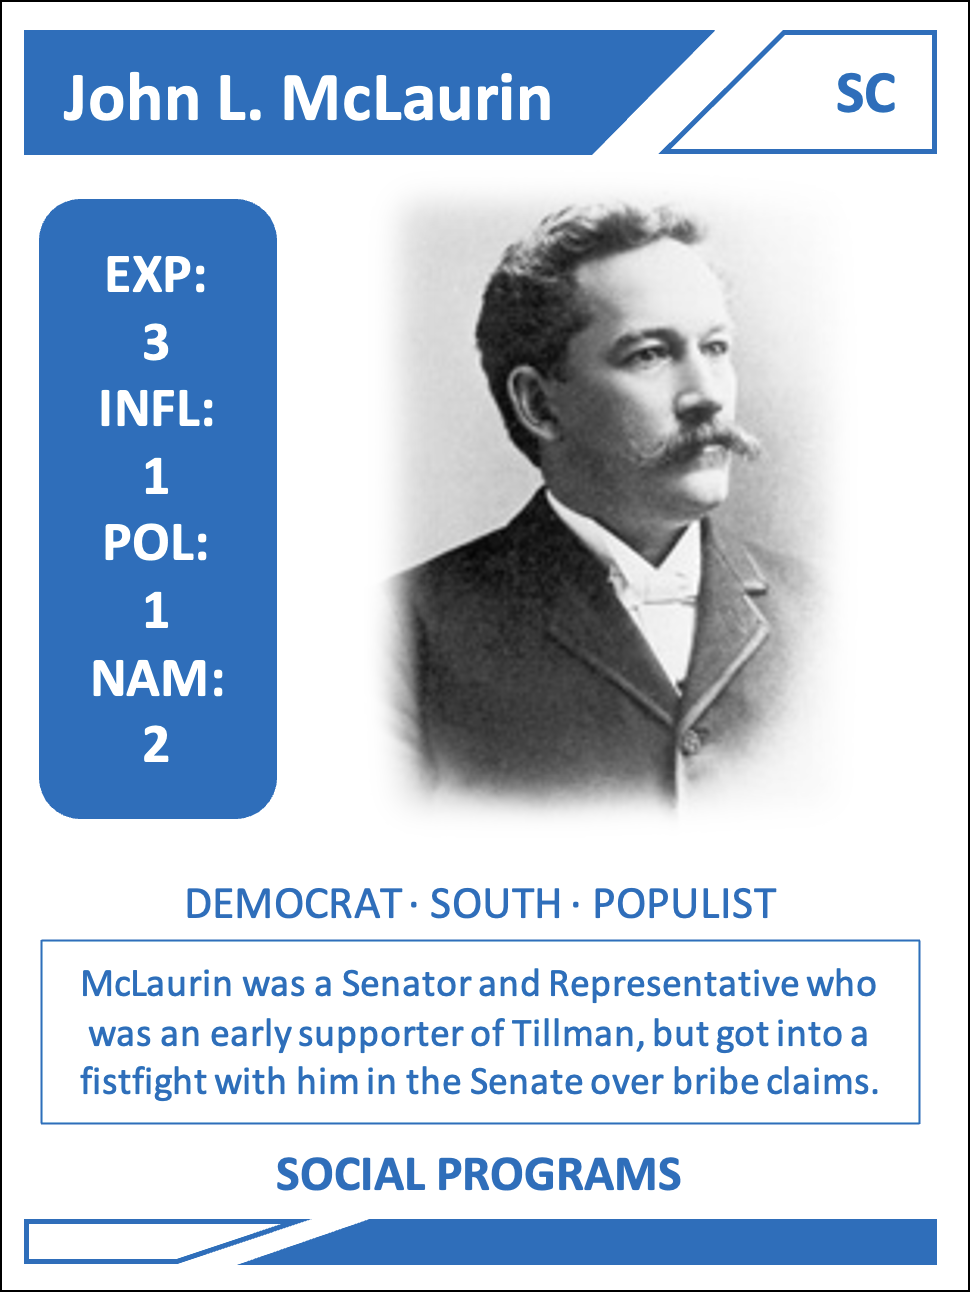 John L. McLaurin
SC
EXP:
3
INFL:
1
POL:
1
NAM:
2
DEMOCRAT · SOUTH · POPULIST
McLaurin was a Senator and Representative who
was an early supporter of Tillman, but got into a
fistfight with him in the Senate over bribe claims.
SOCIAL PROGRAMS